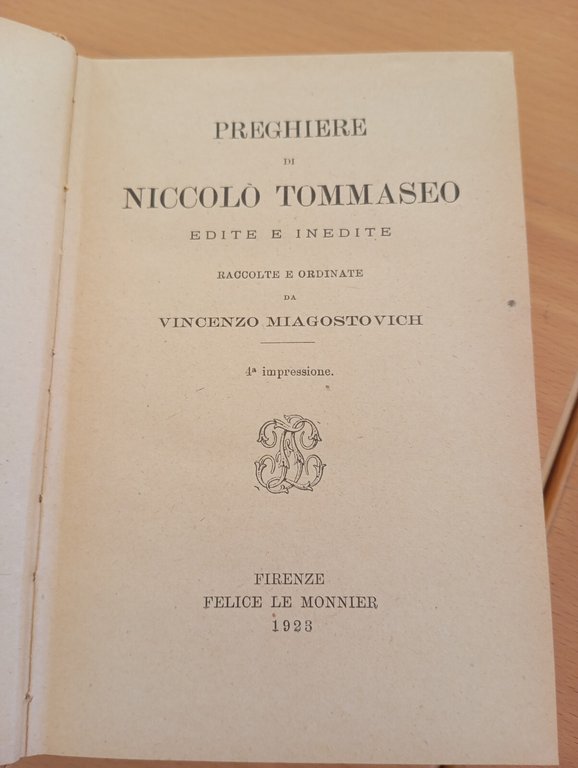 PREGHIERE
DI
NICCOLÒ TOMMASEO
EDITE E INEDITE
RACCOLTE E ORDINATE
DA
VINCENZO MIAGOSTOVICH
4ª impressione.
FIRENZE
FELICE LE MONNIER
1923